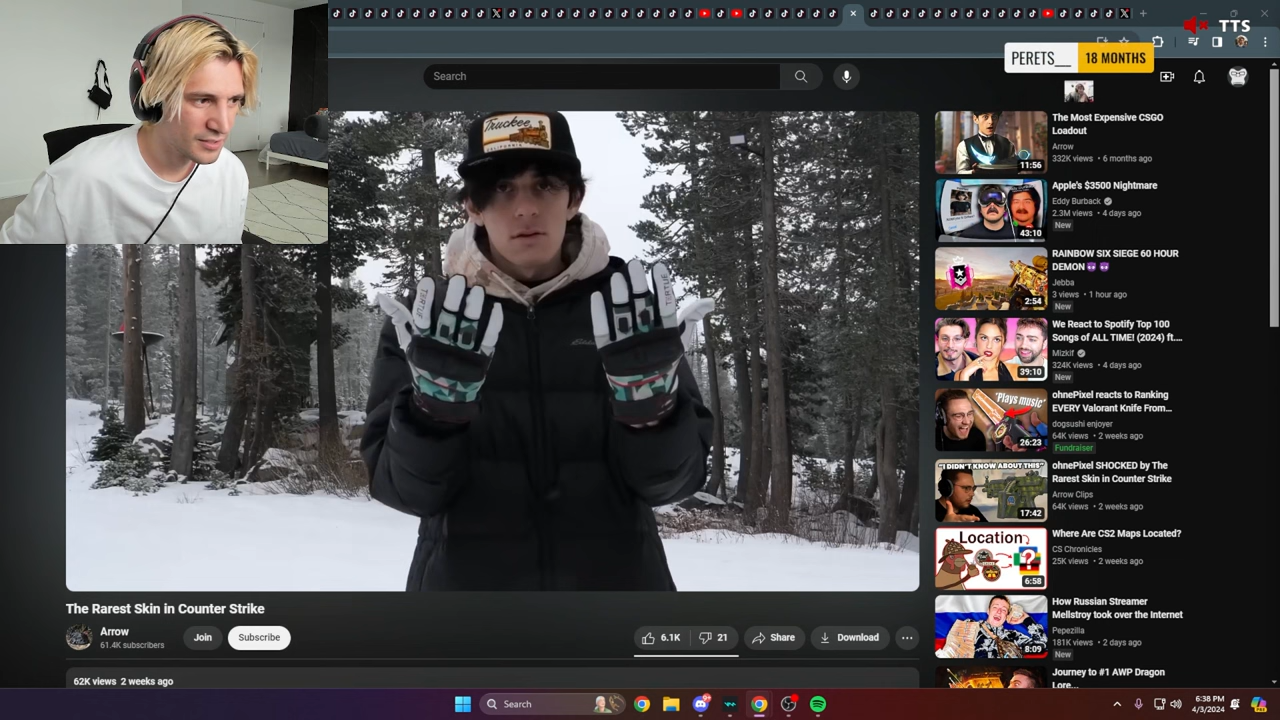 TTS
PERETS__ 18 MONTHS
Search
Truckee
CALIFORNIA
The Most Expensive CSGO
Loadout
Arrow
332K views • 6 months ago
11:56
Apple's $3500 Nightmare
Eddy Burback
2.3M views • 4 days ago
New
43:10
RAINBOW SIX SIEGE 60 HOUR
DEMON😈😈
Jebba
3 views • 1 hour ago
New
2:54
We React to Spotify Top 100
Songs of ALL TIME! (2024) ft....
Mizkif
324K views • 4 days ago
New
39:10
"Plays music"
ohnePixel reacts to Ranking
EVERY Valorant Knife From...
dogsushi enjoyer
64K views • 2 weeks ago
Fundraiser
26:23
"I DIDN'T KNOW ABOUT THIS"
ohnePixel SHOCKED by The
Rarest Skin in Counter Strike
Arrow Clips
64K views • 2 weeks ago
17:42
Location
?
Where Are CS2 Maps Located?
CS Chronicles
25K views • 2 weeks ago
6:58
How Russian Streamer
Mellstroy took over the Internet
Pepezilla
181K views • 2 days ago
New
8:09
Journey to #1 AWP Dragon
Lore...
The Rarest Skin in Counter Strike
Arrow
61.4K subscribers
Join
Subscribe
6.1K
21
Share
Download
62K views 2 weeks ago
Search
6:38 PM
4/3/2024